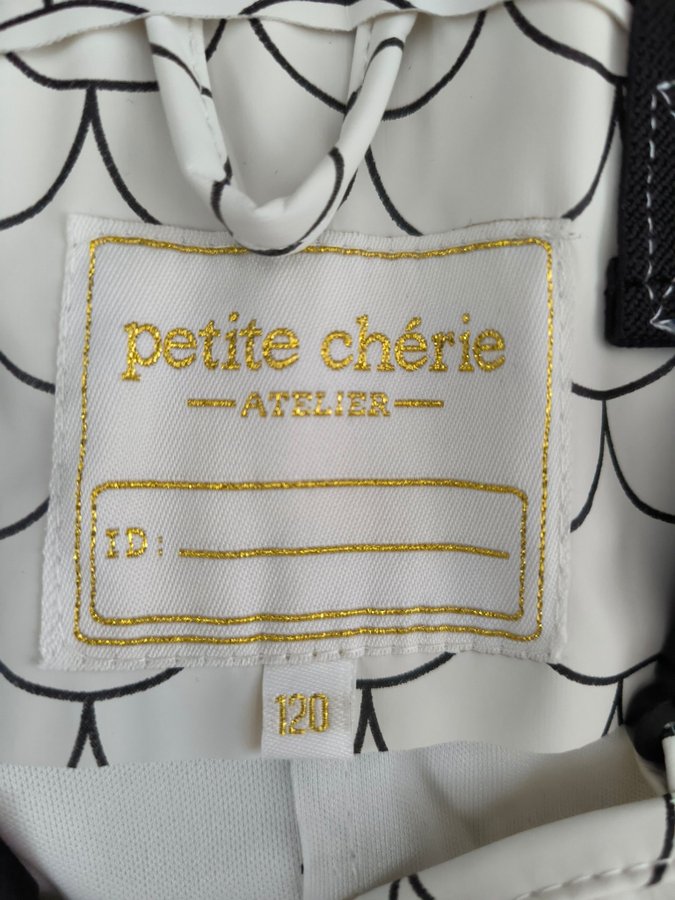 petite chérie
ATELIER
ID:
120